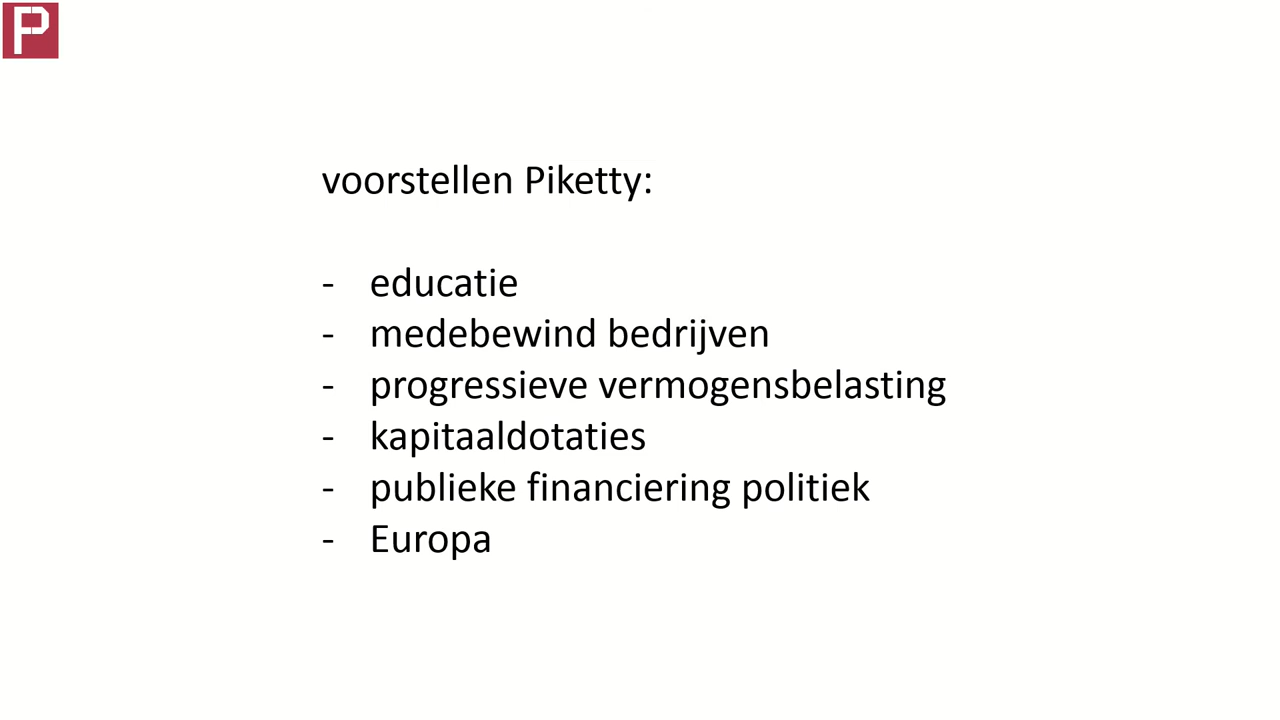 P
voorstellen Piketty:
- educatie
- medebewind bedrijven
- progressieve vermogensbelasting
- kapitaaldotaties
- publieke financiering politiek
- Europa